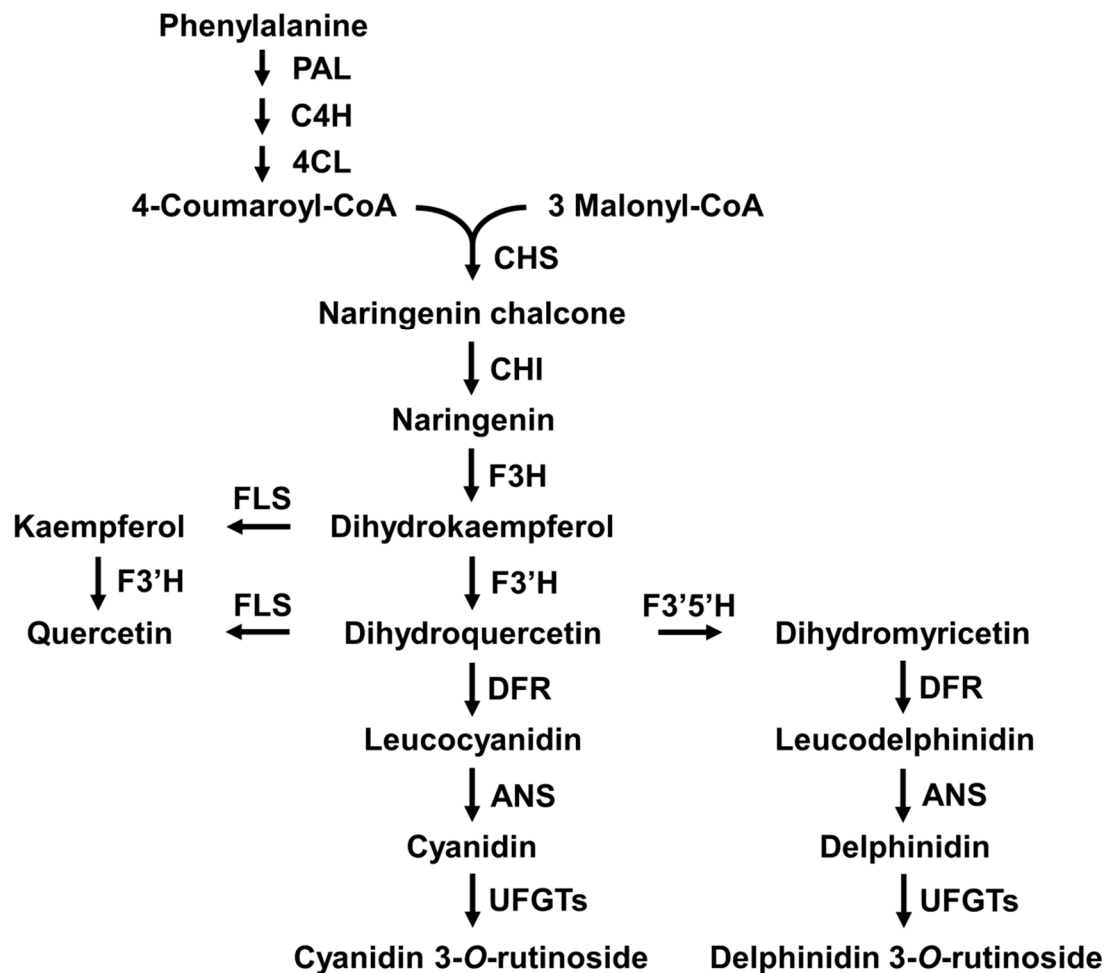 Phenylalanine
PAL
C4H
4CL
4-Coumaroyl-CoA
3 Malonyl-CoA
CHS
Naringenin chalcone
CHI
Naringenin
F3H
FLS
Kaempferol
Dihydrokaempferol
F3’H
F3’H
FLS
F3’5’H
Quercetin
Dihydroquercetin
Dihydromyricetin
DFR
DFR
Leucocyanidin
Leucodelphinidin
ANS
ANS
Cyanidin
Delphinidin
UFGTs
UFGTs
Cyanidin 3-O-rutinoside
Delphinidin 3-O-rutinoside